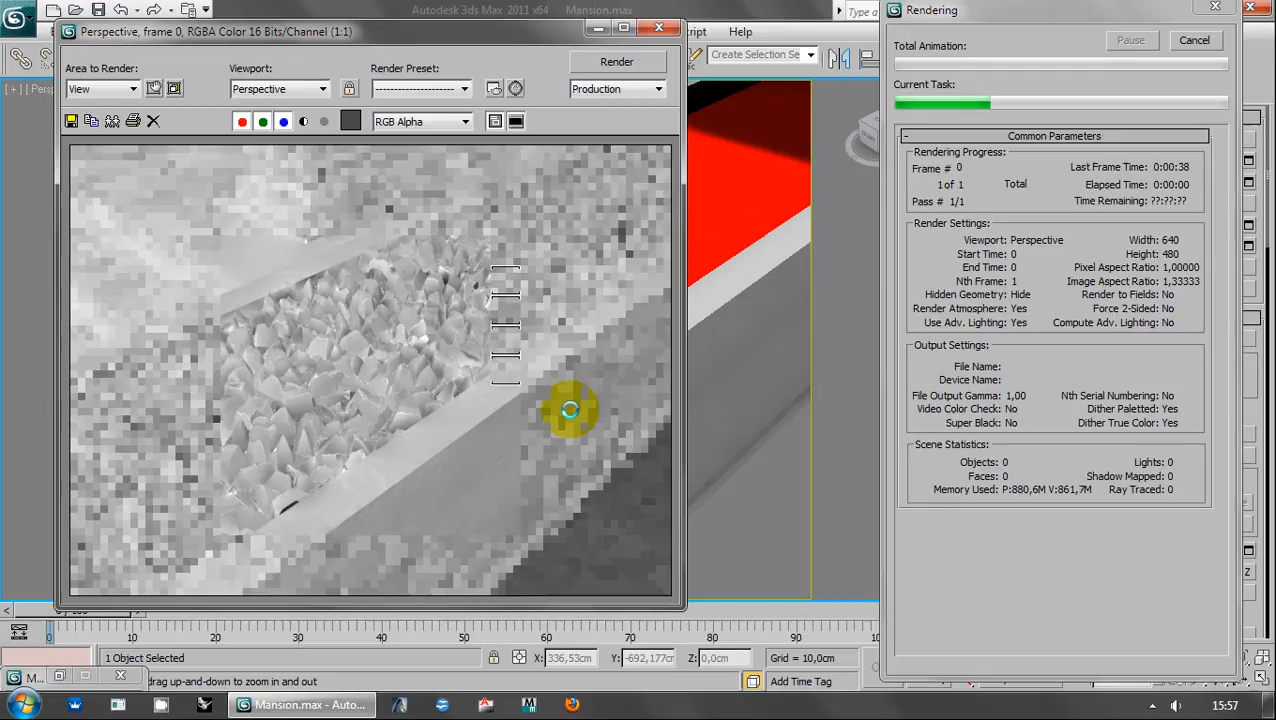 Autodesk 3ds Max 2011 x64 Mansion.max
Type a
Perspective, frame 0, RGBA Color 16 Bits/Channel (1:1)
Rendering
ript Help
Area to Render:
Viewport:
Render Preset:
Render
View
Perspective
Production
RGB Alpha
Create Selection Se
[ + ] [ Persp
Total Animation:
Pause
Cancel
Current Task:
- Common Parameters
Rendering Progress:
Frame # 0
Last Frame Time: 0:00:38
1 of 1 Total
Elapsed Time: 0:00:00
Pass # 1/1
Time Remaining: ??:??:??
Render Settings:
Viewport: Perspective
Width: 640
Start Time: 0
Height: 480
End Time: 0
Pixel Aspect Ratio: 1,00000
Nth Frame: 1
Image Aspect Ratio: 1,33333
Hidden Geometry: Hide
Render to Fields: No
Render Atmosphere: Yes
Force 2-Sided: No
Use Adv. Lighting: Yes
Compute Adv. Lighting: No
Output Settings:
File Name:
Device Name:
File Output Gamma: 1,00
Nth Serial Numbering: No
Video Color Check: No
Dither Paletted: Yes
Super Black: No
Dither True Color: Yes
Scene Statistics:
Objects: 0
Lights: 0
Faces: 0
Shadow Mapped: 0
Memory Used: P:880,6M V:861,7M
Ray Traced: 0
0 10 20 30 40 50 60 70 80 90 10
1 Object Selected
X: 336,53cm
Y: -692,177cr
Z: 0,0cm
Grid = 10,0cm
M...
drag up-and-down to zoom in and out
Add Time Tag
Z
Mansion.max - Auto...
15:57